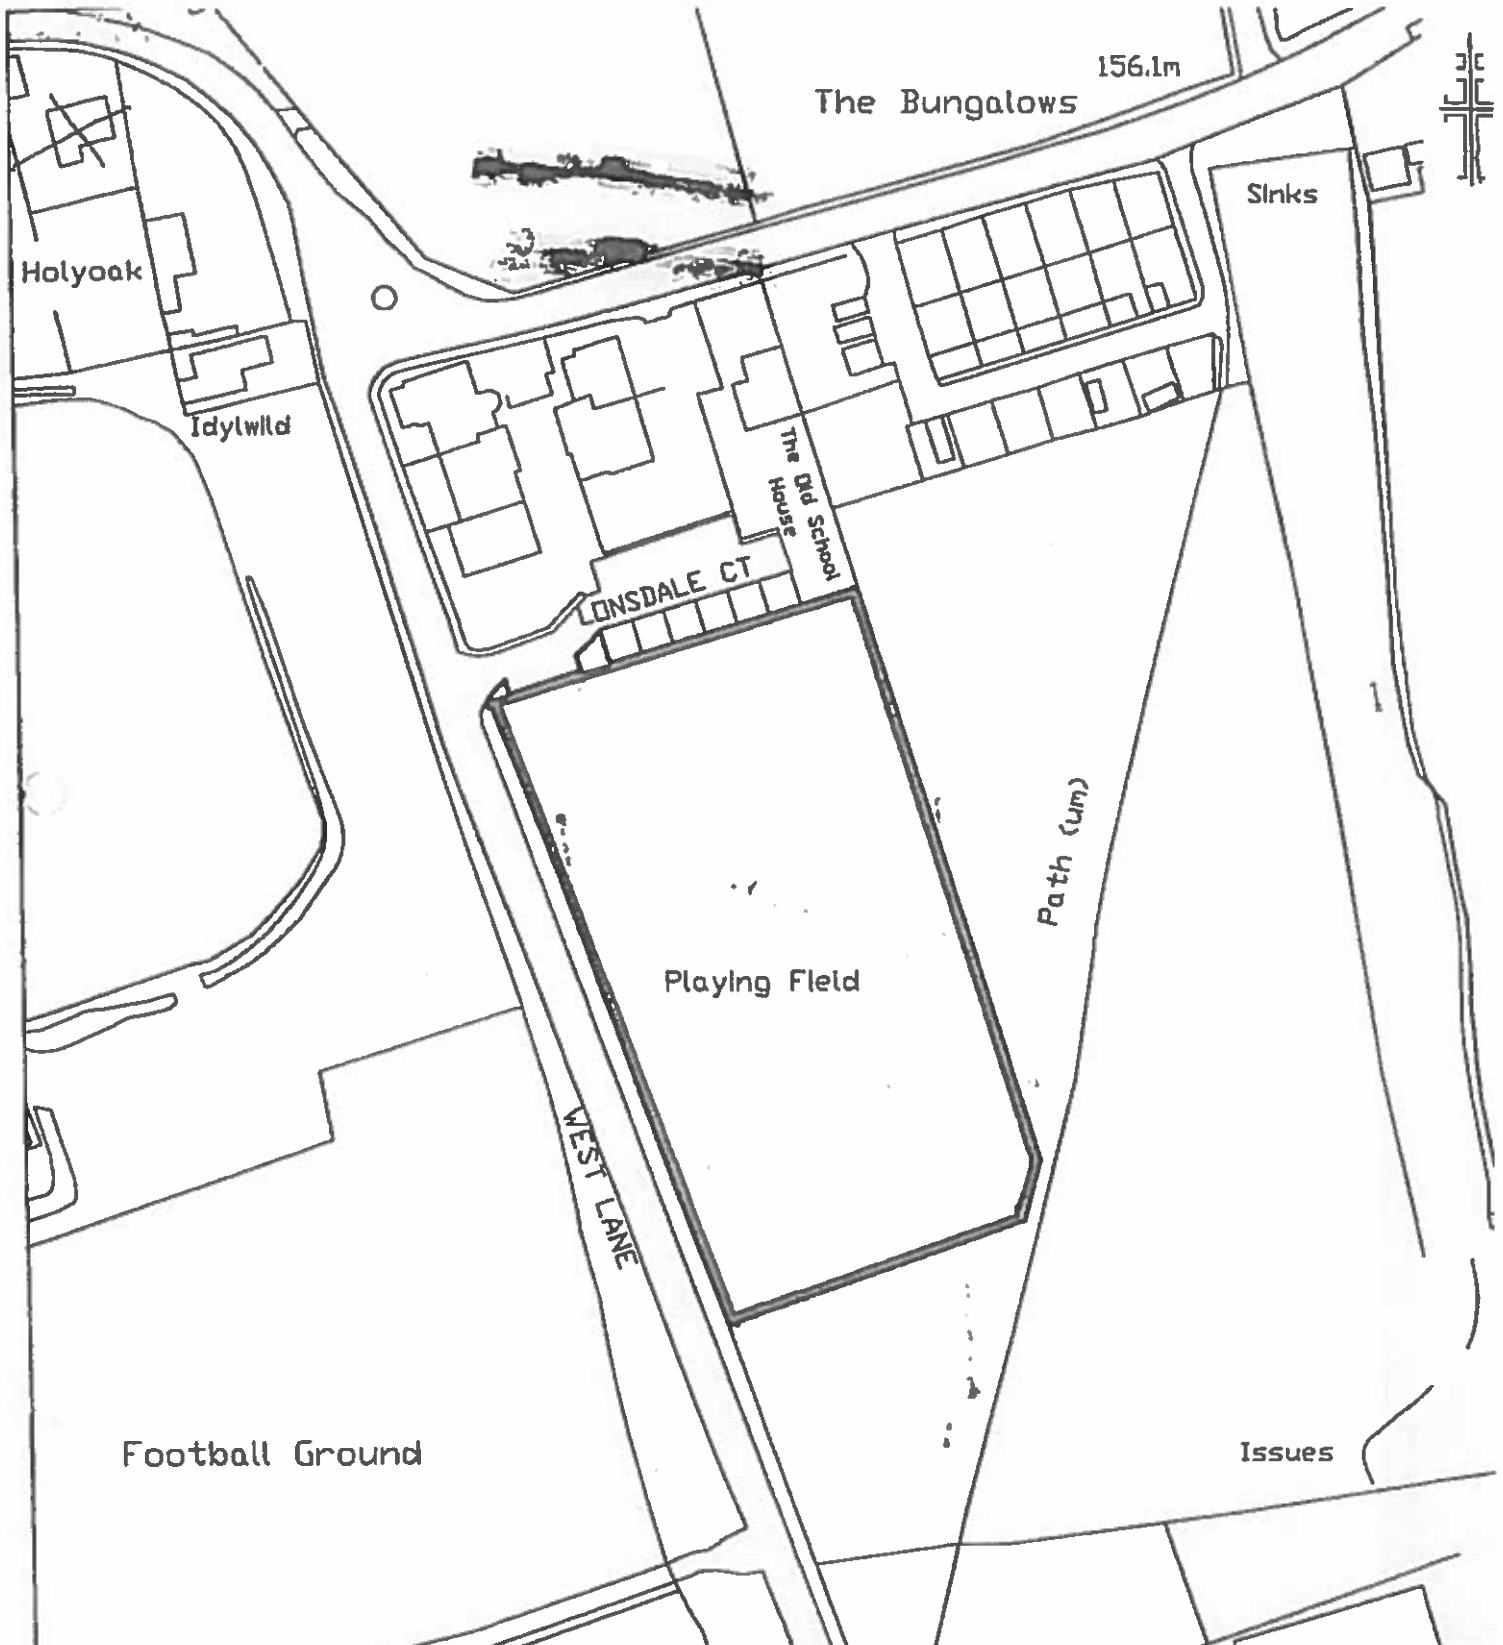 156.1m
The Bungalows
Sinks
Holyoak
Idylwild
The Old School
House
LONSDALE CT
Path (um)
Playing Field
WEST LANE
Football Ground
Issues